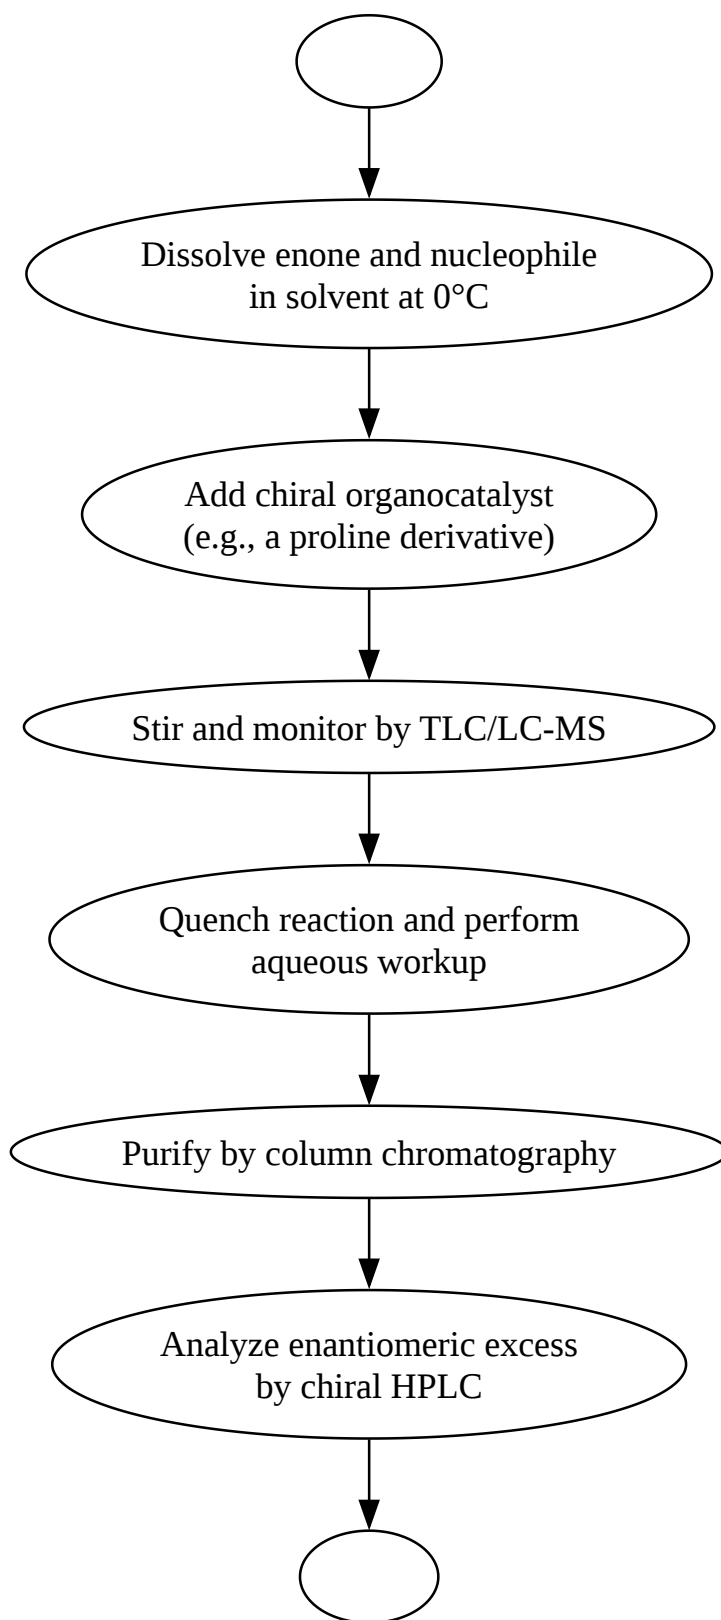 Dissolve enone and nucleophile
in solvent at 0°C
Add chiral organocatalyst
(e.g., a proline derivative)
Stir and monitor by TLC/LC-MS
Quench reaction and perform
aqueous workup
Purify by column chromatography
Analyze enantiomeric excess
by chiral HPLC